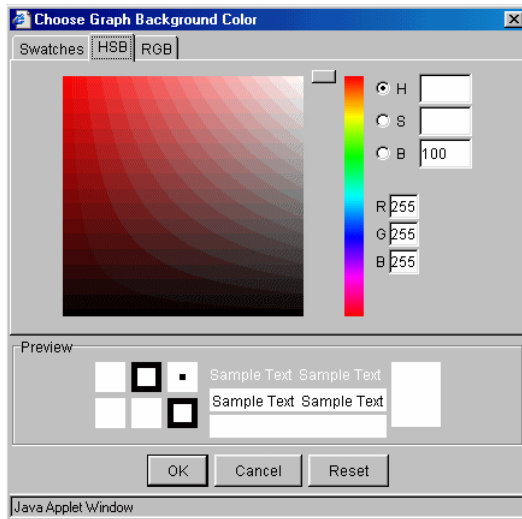 Choose Graph Background Color
Swatches HSB RGB
H
S
B 100
R 255
G 255
B 255
Preview
Sample Text Sample Text
Sample Text Sample Text
OK Cancel Reset
Java Applet Window